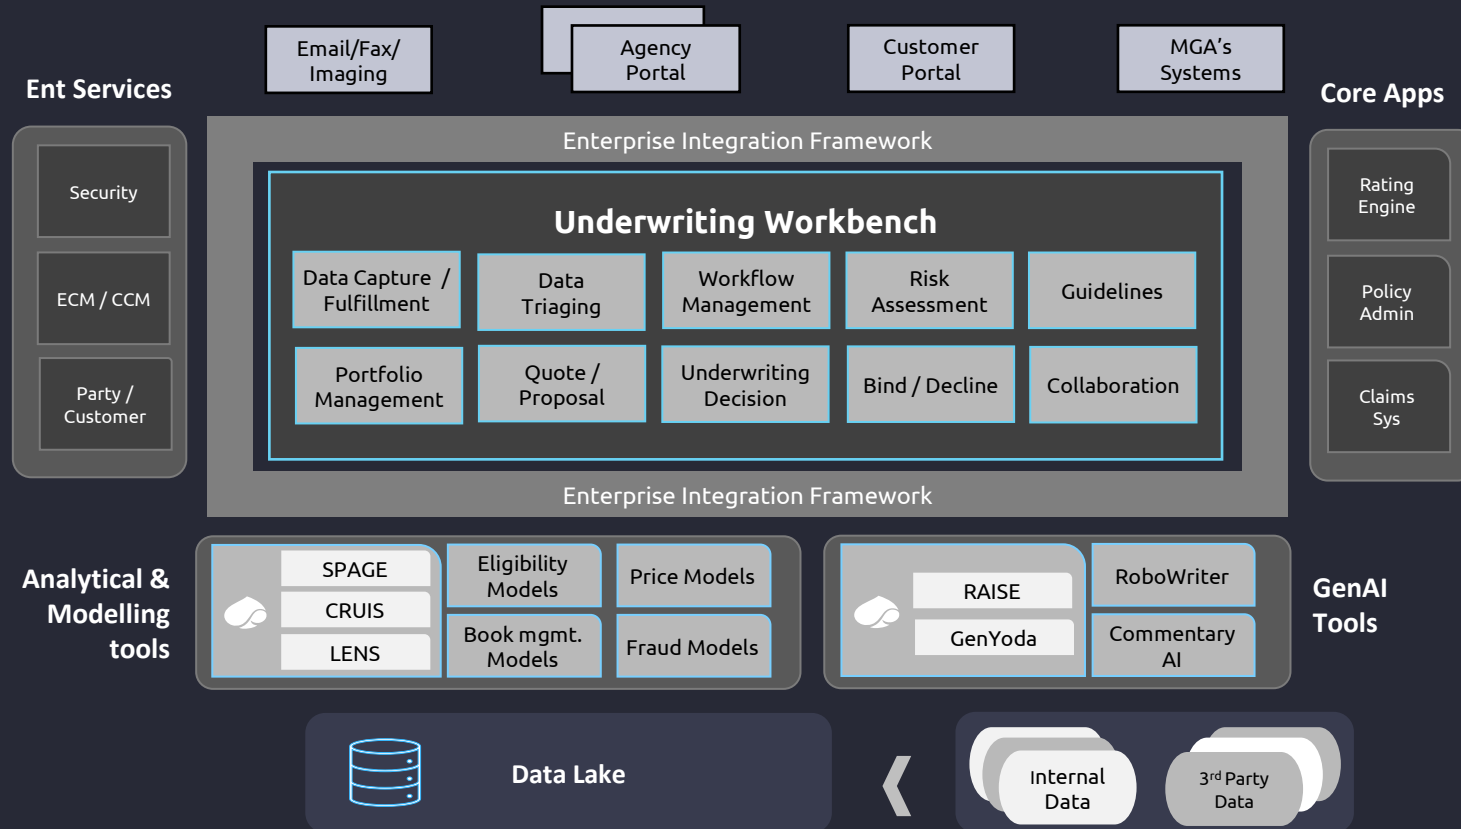 Email/Fax/
Imaging
Agency
Portal
Customer
Portal
MGA's
Systems
Ent Services
Core Apps
Security
ECM / CCM
Party /
Customer
Enterprise Integration Framework
Underwriting Workbench
Data Capture /
Fulfillment
Data
Triaging
Workflow
Management
Risk
Assessment
Guidelines
Portfolio
Management
Quote /
Proposal
Underwriting
Decision
Bind / Decline
Collaboration
Enterprise Integration Framework
Rating
Engine
Policy
Admin
Claims
Sys
Analytical &
Modelling
tools
SPAGE
CRUIS
LENS
Eligibility
Models
Price Models
Book mgmt.
Models
Fraud Models
RAISE
GenYoda
RoboWriter
Commentary
AI
GenAI
Tools
Data Lake
Internal
Data
3rd Party
Data